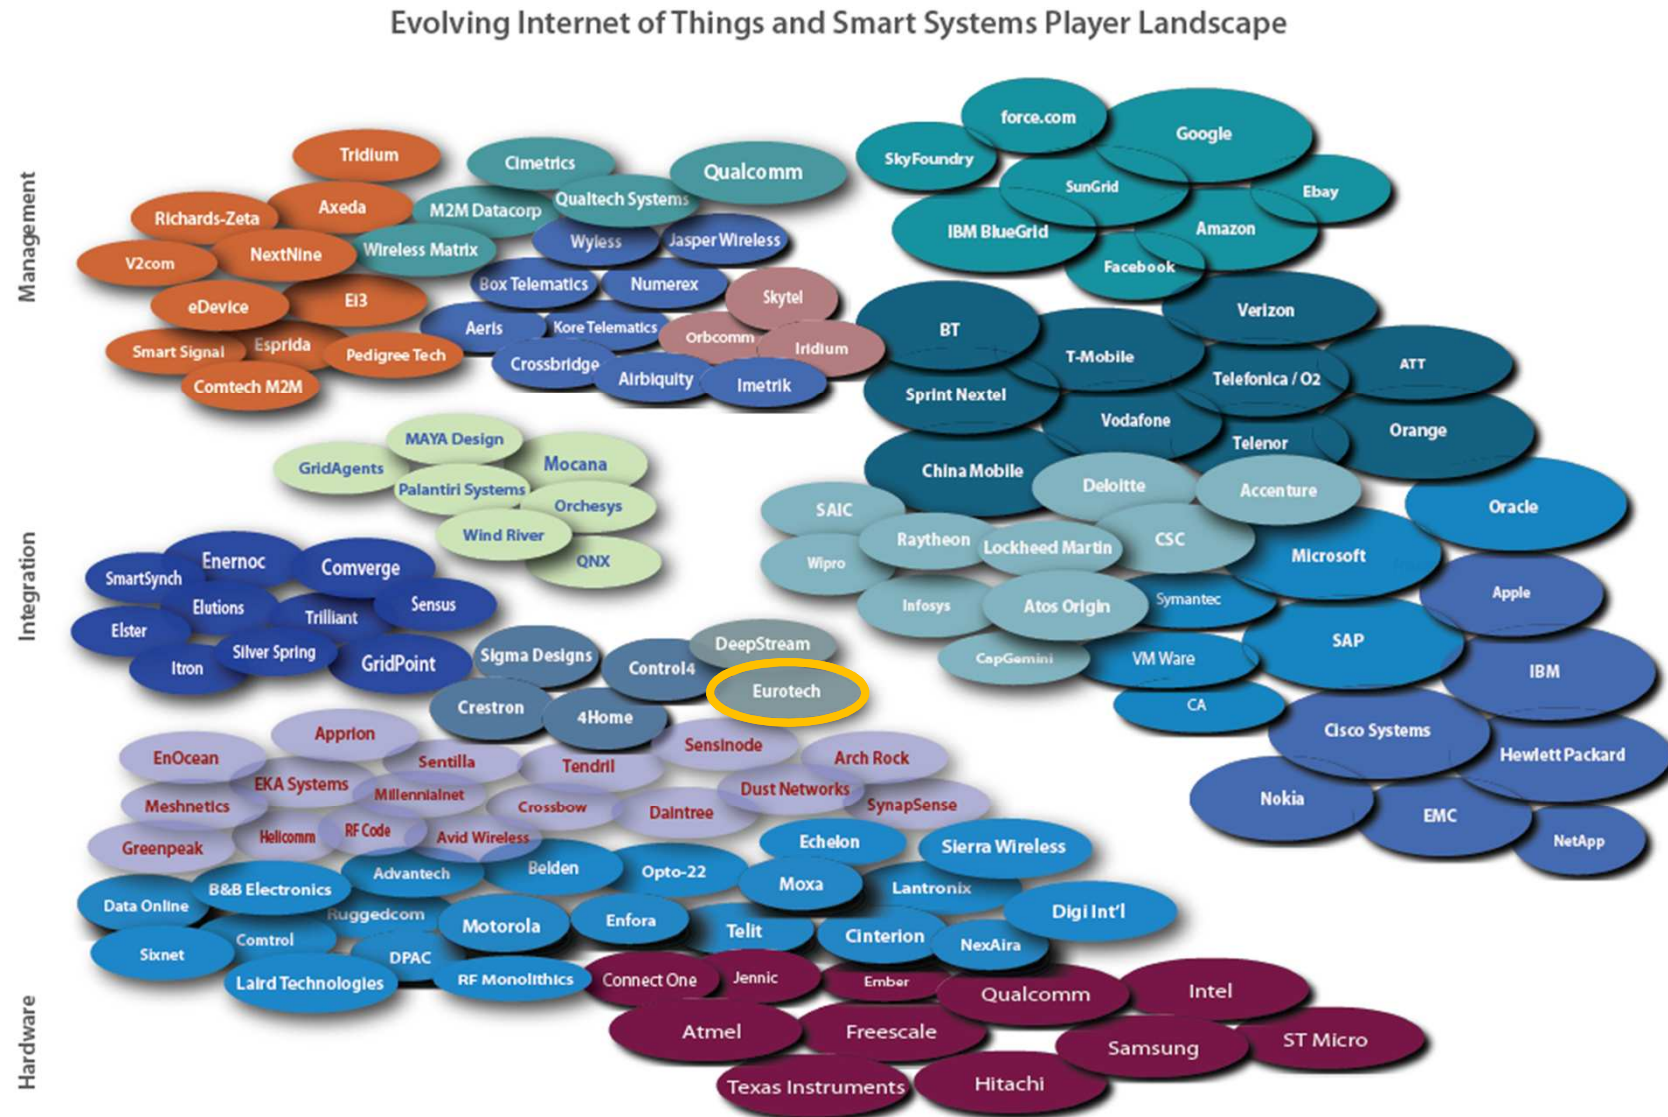 Evolving Internet of Things and Smart Systems Player Landscape
Management
Tridium
Cimetrics
Qualcomm
Richards-Zeta
Axeda
M2M Datacorp
Qualtech Systems
V2com
NextNine
Wireless Matrix
Wyless
Jasper Wireless
eDevice
EI3
Box Telematics
Numerex
Skytel
Smart Signal
Esprida
Pedigree Tech
Aeris
Kore Telematics
Orbcomm
Iridium
Comtech M2M
Crossbridge
Airbiquity
Imetrik
force.com
Google
SkyFoundry
SunGrid
Ebay
IBM BlueGrid
Amazon
Facebook
Verizon
BT
T-Mobile
ATT
Sprint Nextel
Telefonica / O2
Vodafone
Telenor
Orange
China Mobile
Integration
MAYA Design
GridAgents
Mocana
Palantiri Systems
Orchesys
Wind River
QNX
SmartSynch
Enernoc
Comverge
Elutions
Trilliant
Sensus
Elster
Silver Spring
Itron
GridPoint
Sigma Designs
Control4
DeepStream
Eurotech
Crestron
4Home
Deloitte
Accenture
SAIC
Raytheon
Lockheed Martin
CSC
Wipro
Infosys
Atos Origin
CapGemini
Oracle
Microsoft
Symantec
SAP
VM Ware
CA
Apple
IBM
Cisco Systems
Hewlett Packard
Nokia
EMC
NetApp
EnOcean
Apprion
Sentilla
Tendril
Sensinode
Arch Rock
EKA Systems
Millennialnet
Crossbow
Dust Networks
Meshnetics
Daintree
SynapSense
Greenpeak
Helicomm
RF Code
Avid Wireless
Hardware
Echelon
Sierra Wireless
B&B Electronics
Advantech
Belden
Opto-22
Moxa
Lantronix
Data Online
Ruggedcom
Motorola
Enfora
Telit
Cinterion
NexAira
Digi Int'l
Sixnet
Comtrol
DPAC
Laird Technologies
RF Monolithics
Connect One
Jennic
Ember
Qualcomm
Intel
Atmel
Freescale
Samsung
ST Micro
Texas Instruments
Hitachi